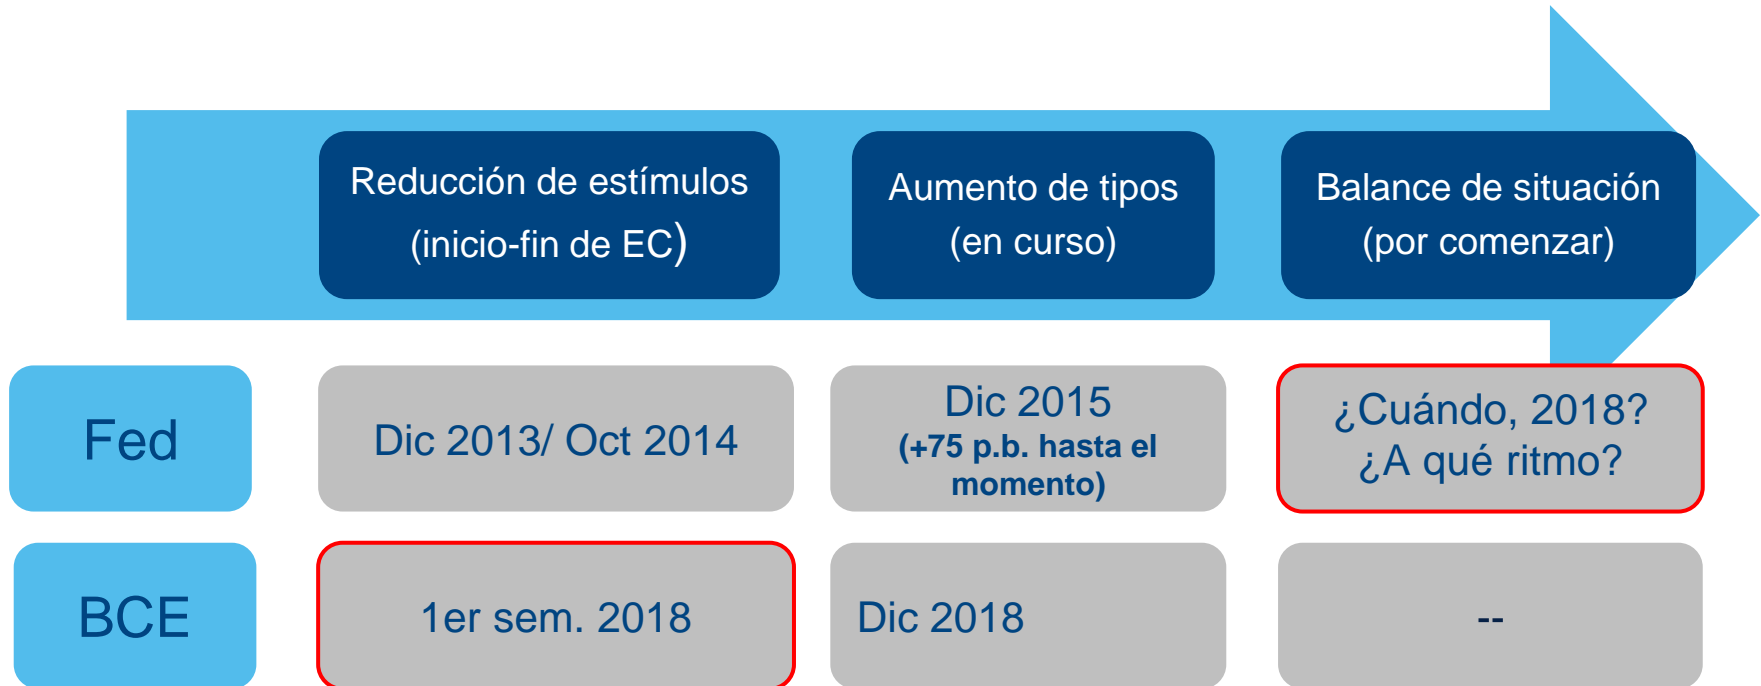 Reducción de estímulos
(inicio-fin de EC)
Aumento de tipos
(en curso)
Balance de situación
(por comenzar)
Fed
Dic 2013/ Oct 2014
Dic 2015
(+75 p.b. hasta el
momento)
¿Cuándo, 2018?
¿A qué ritmo?
BCE
1er sem. 2018
Dic 2018
--